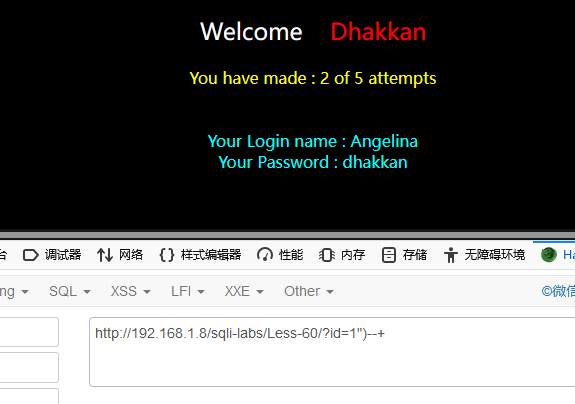 Welcome Dhakkan
You have made : 2 of 5 attempts
Your Login name : Angelina
Your Password : dhakkan
台 调试器 网络 {} 样式编辑器 性能 内存 存储 无障碍环境 Ha
ng SQL XSS LFI XXE Other ©微信
http://192.168.1.8/sqli-labs/Less-60/?id=1")--+